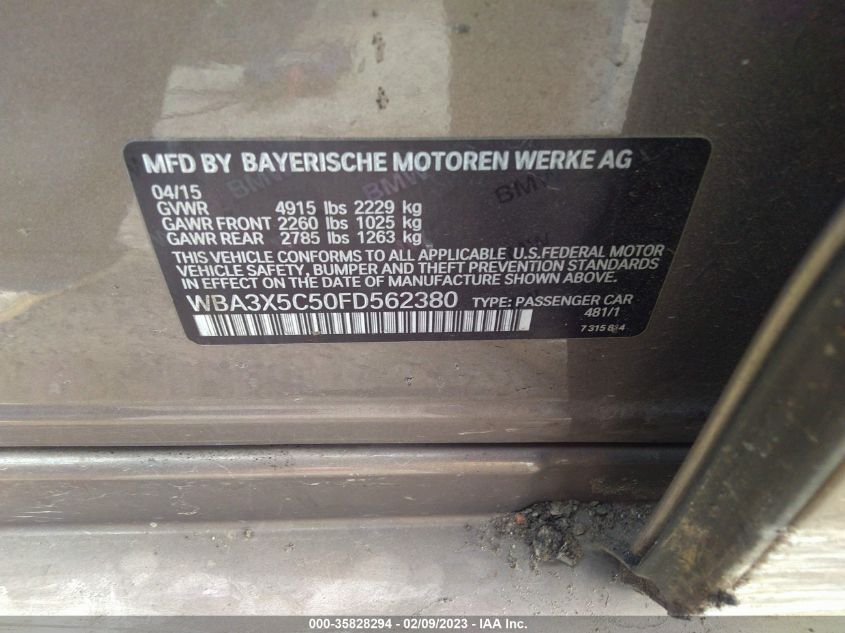 MFD BY BAYERISCHE MOTOREN WERKE AG
04/15
GVWR 4915 lbs 2229 kg
GAWR FRONT 2260 lbs 1025 kg
GAWR REAR 2785 lbs 1263 kg
THIS VEHICLE CONFORMS TO ALL APPLICABLE U.S.FEDERAL MOTOR
VEHICLE SAFETY, BUMPER AND THEFT PREVENTION STANDARDS
IN EFFECT ON THE DATE OF MANUFACTURE SHOWN ABOVE.
WBA3X5C50FD562380 TYPE: PASSENGER CAR
481/1
000-35828294 - 02/09/2023 - IAA Inc.